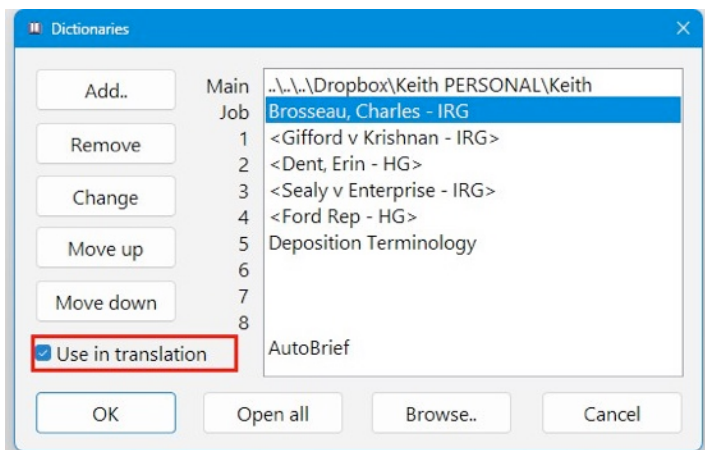 Dictionaries
Add..
Remove
Change
Move up
Move down
Use in translation
Main ..\..\..\Dropbox\Keith PERSONAL\Keith
Job Brosseau, Charles - IRG
1 <Gifford v Krishnan - IRG>
2 <Dent, Erin - HG>
3 <Sealy v Enterprise - IRG>
4 <Ford Rep - HG>
5 Deposition Terminology
6
7
8
AutoBrief
OK Open all Browse.. Cancel